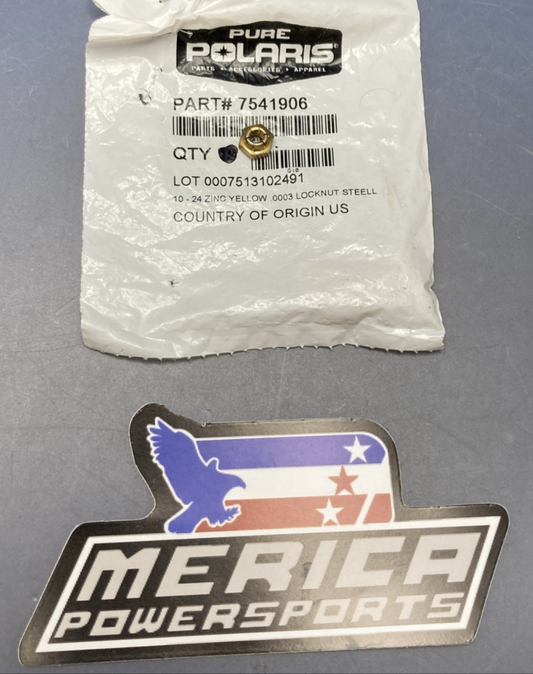 PURE
POLARIS
PARTS • ACCESSORIES • APPAREL
PART# 7541906
QTY
010
LOT 0007513102491
10 - 24 ZINC YELLOW .0003 LOCKNUT STEELL
COUNTRY OF ORIGIN US
MERICA
POWERSPORTS